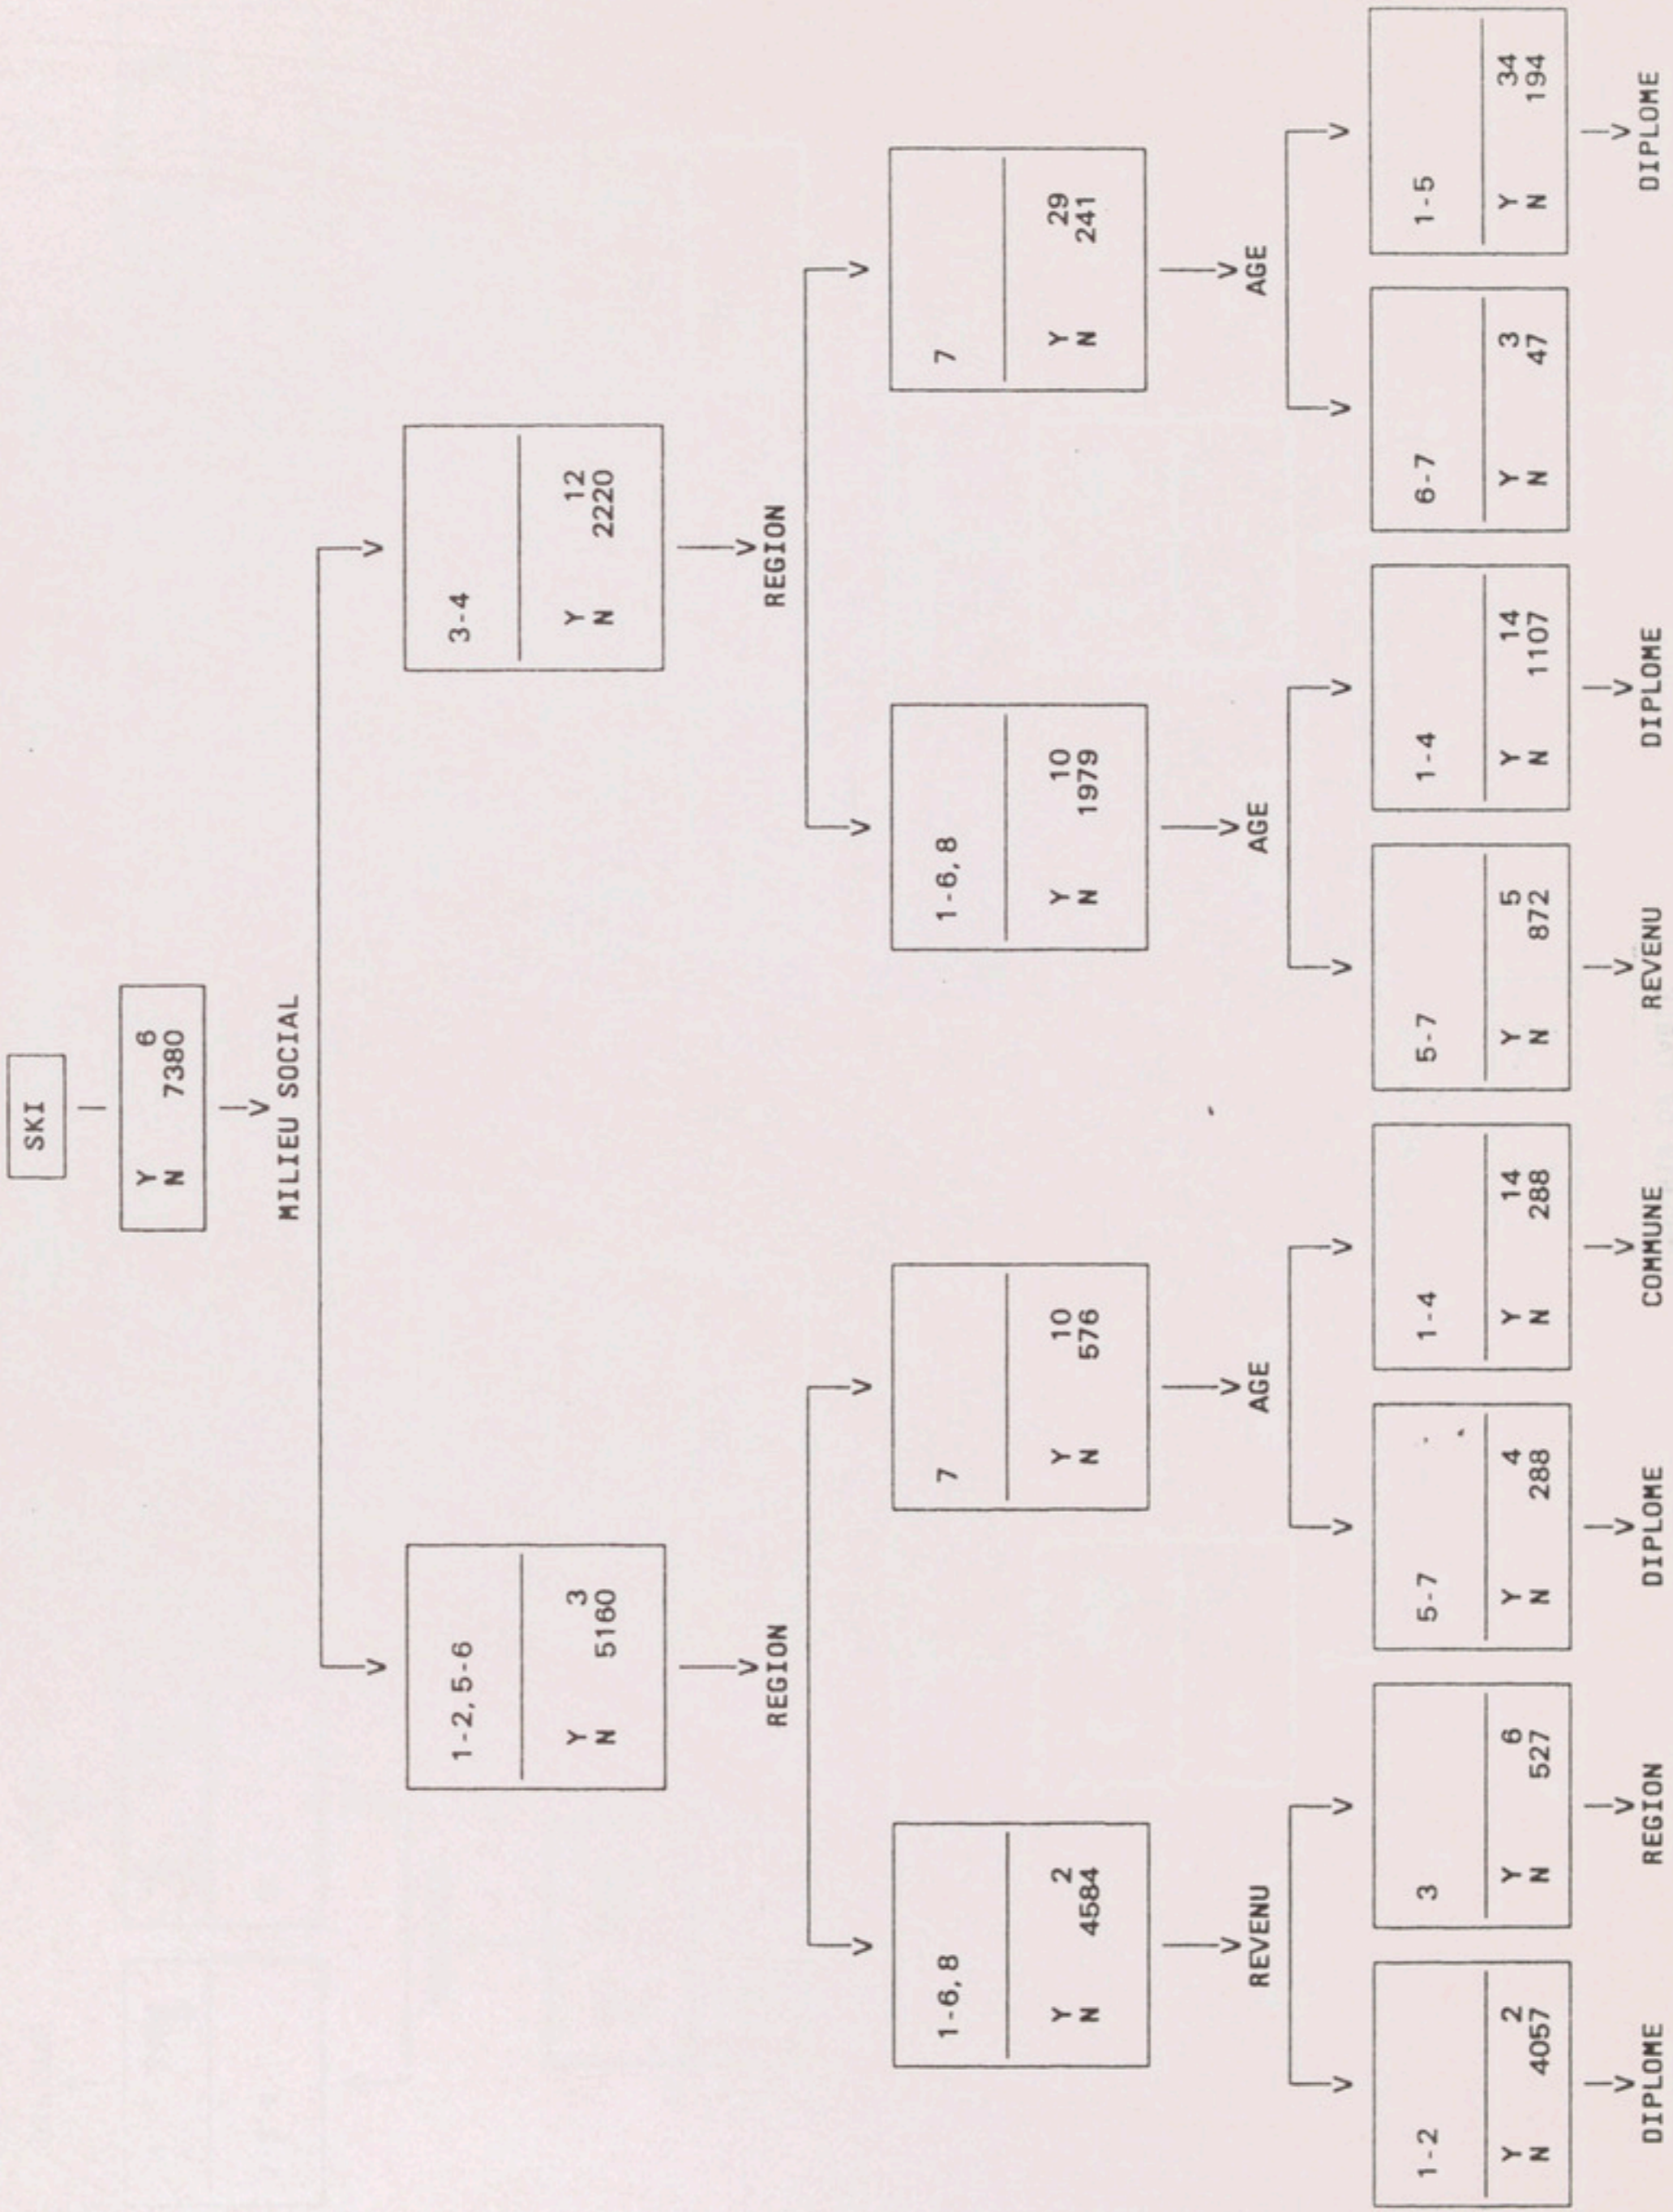 SKI
Y 6
N 7380
MILIEU SOCIAL
1-2,5-6
Y 3
N 5160
3-4
Y 12
N 2220
REGION
REGION
1-6,8
Y 2
N 4584
7
Y 10
N 576
1-6,8
Y 10
N 1979
7
Y 29
N 241
REVENU
AGE
AGE
AGE
1-2
Y 2
N 4057
3
Y 6
N 527
5-7
Y 4
N 288
1-4
Y 14
N 288
5-7
Y 5
N 872
1-4
Y 14
N 1107
6-7
Y 3
N 47
1-5
Y 34
N 194
DIPLOME
REGION
DIPLOME
COMMUNE
REVENU
DIPLOME
DIPLOME